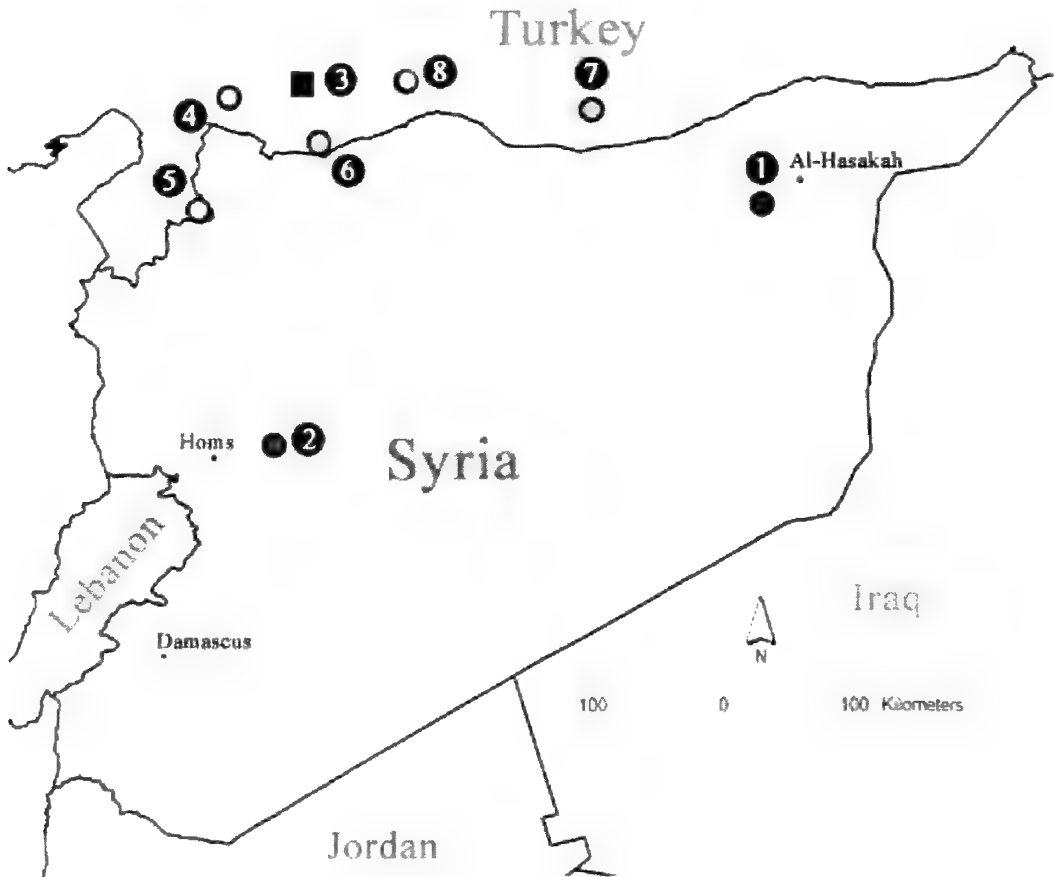 Turkey
3
8
7
4
5
6
1
Al-Hasakah
Homs
2
Syria
Lebanon
Damascus
Iraq
N
100 0 100 Kilometers
Jordan